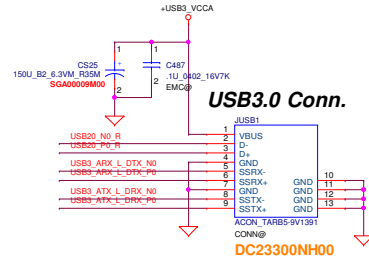 +USB3_VCCA
1
1
CS25
150U_B2_6.3VM_R35M
SGA00009M00
+
2
C487
.1U_0402_16V7K
EMC@
2
USB3.0 Conn.
JUSB1
1 VBUS
USB20_N0_R 2 D-
USB20_P0_R 3 D+
4 GND
USB3_ARX_L_DTX_N0 5 SSRX-
USB3_ARX_L_DTX_P0 6 SSRX+ GND 10
7 GND GND 11
USB3_ATX_L_DRX_N0 8 SSTX- GND 12
USB3_ATX_L_DRX_P0 9 SSTX+ GND 13
ACON_TARB5-9V1391
CONN@
DC23300NH00